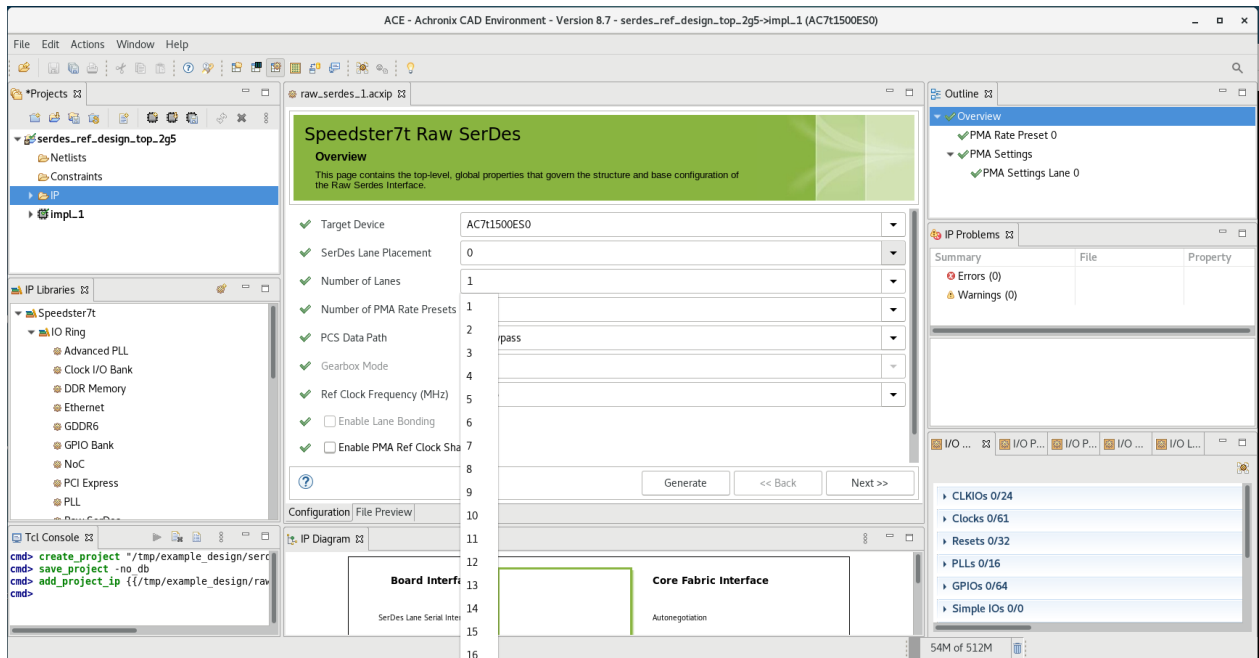 ACE - Achronix CAD Environment - Version 8.7 - serdes_ref_design_top_2g5->impl_1 (AC7t1500ES0)
File Edit Actions Window Help
*Projects
serdes_ref_design_top_2g5
Netlists
Constraints
IP
impl_1
IP Libraries
Speedster7t
IO Ring
Advanced PLL
Clock I/O Bank
DDR Memory
Ethernet
GDDR6
GPIO Bank
NoC
PCI Express
PLL
Tcl Console
cmd> create_project "/tmp/example_design/serd
cmd> save_project -no_db
cmd> add_project_ip {{/tmp/example_design/raw
cmd>
raw_serdes_1.acxip
Speedster7t Raw SerDes
Overview
This page contains the top-level, global properties that govern the structure and base configuration of
the Raw Serdes Interface.
Target Device AC7t1500ES0
SerDes Lane Placement 0
Number of Lanes 1
Number of PMA Rate Presets
PCS Data Path
Gearbox Mode
Ref Clock Frequency (MHz)
Enable Lane Bonding
Enable PMA Ref Clock Sha
1
2
3
4
5
6
7
8
9
10
11
12
13
14
15
16
Generate << Back Next >>
Configuration File Preview
IP Diagram
Board Interfa
Core Fabric Interface
SerDes Lane Serial Inter
Autonegotiation
Outline
Overview
PMA Rate Preset 0
PMA Settings
PMA Settings Lane 0
IP Problems
Summary File Property
Errors (0)
Warnings (0)
I/O ... I/O P... I/O P... I/O ... I/O L...
CLKIOs 0/24
Clocks 0/61
Resets 0/32
PLLs 0/16
GPIOs 0/64
Simple IOs 0/0
54M of 512M